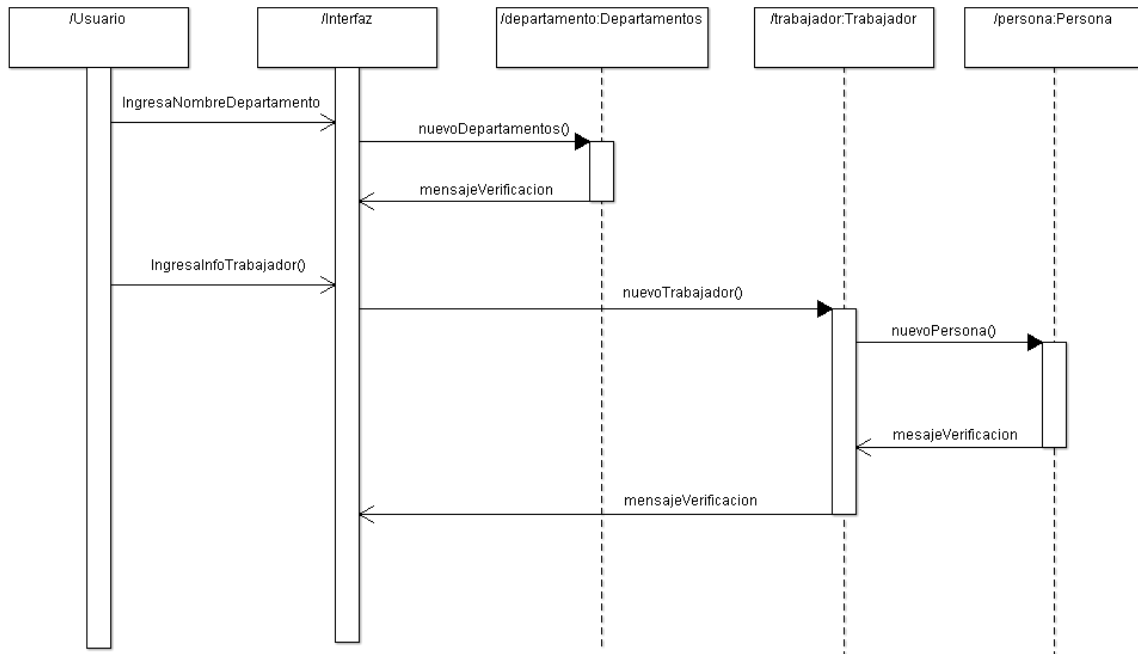 /Usuario
/Interfaz
/departamento:Departamentos
/trabajador:Trabajador
/persona:Persona
IngresaNombreDepartamento
nuevoDepartamentos()
mensajeVerificacion
IngresaInfoTrabajador()
nuevoTrabajador()
nuevoPersona()
mesajeVerificacion
mensajeVerificacion